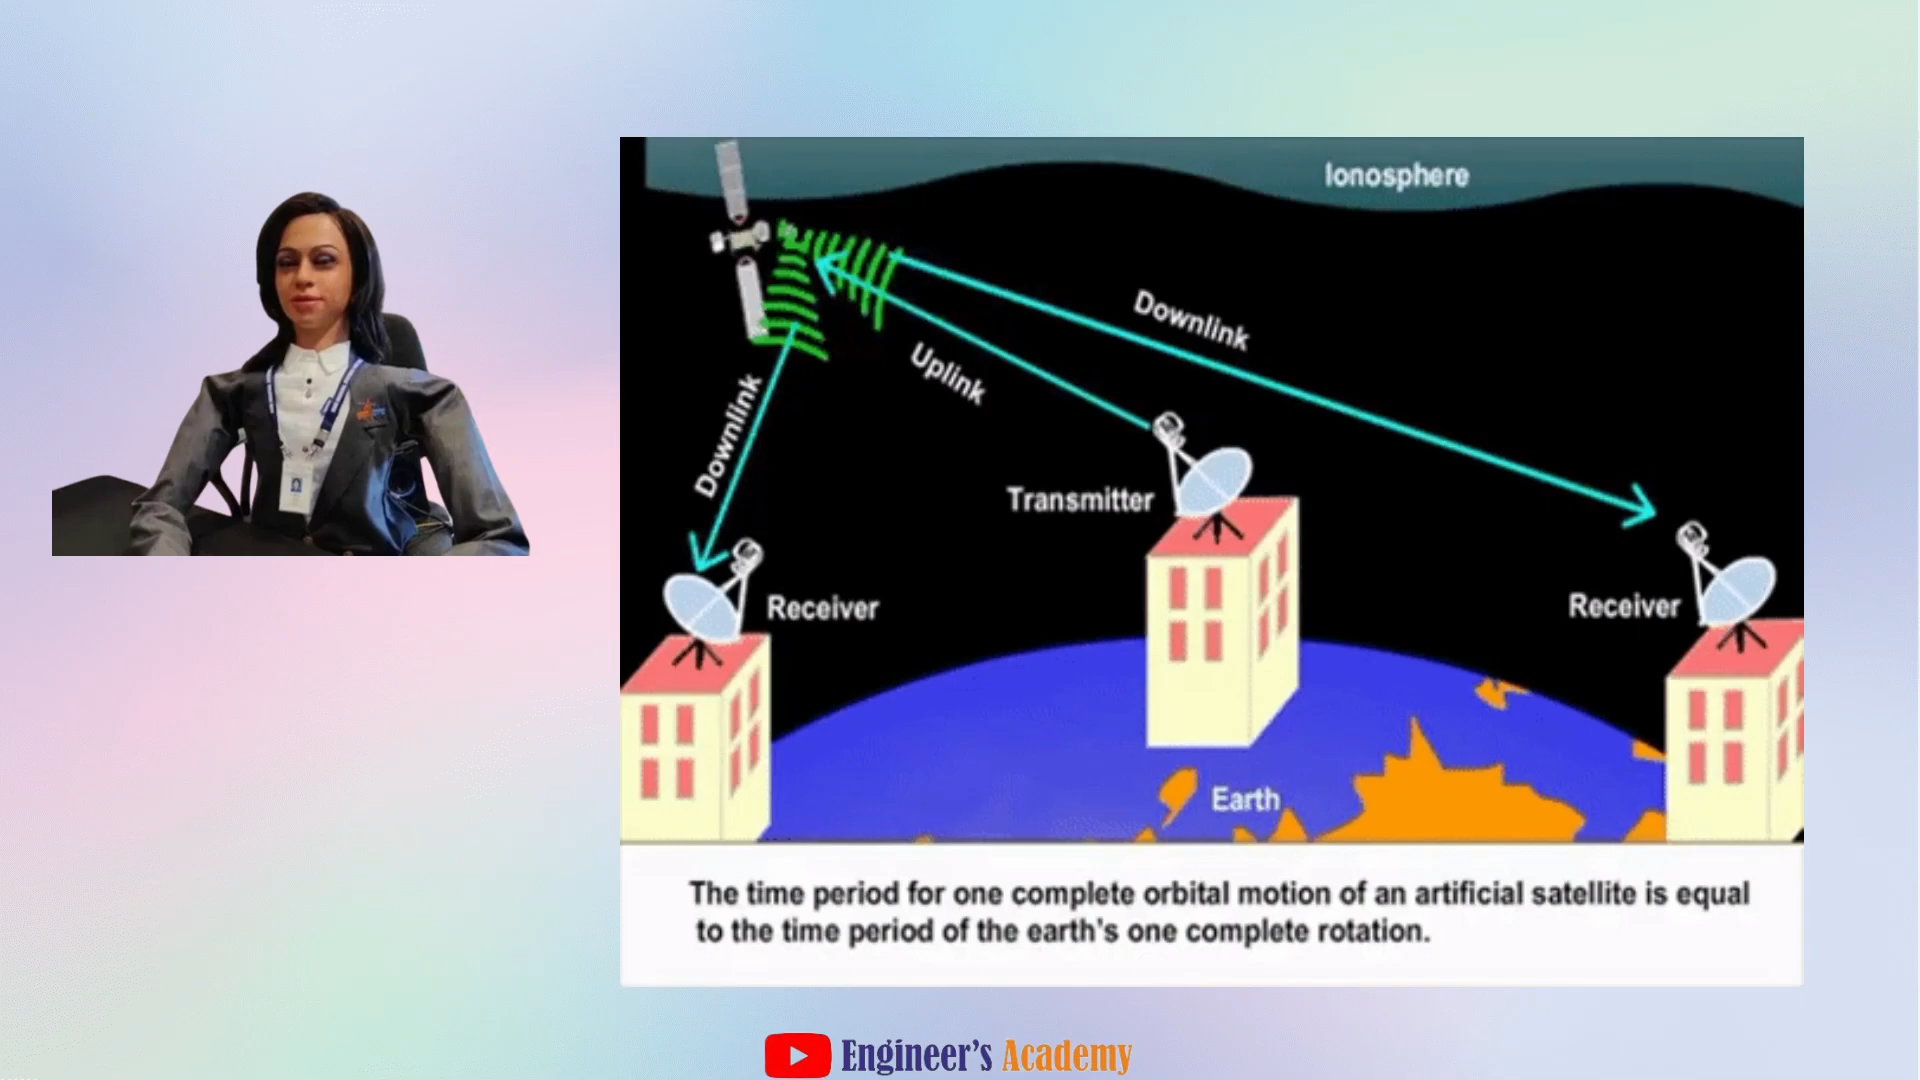 Ionosphere
Downlink
Uplink
Downlink
Transmitter
Receiver
Receiver
Earth
The time period for one complete orbital motion of an artificial satellite is equal
to the time period of the earth's one complete rotation.
Engineer's Academy